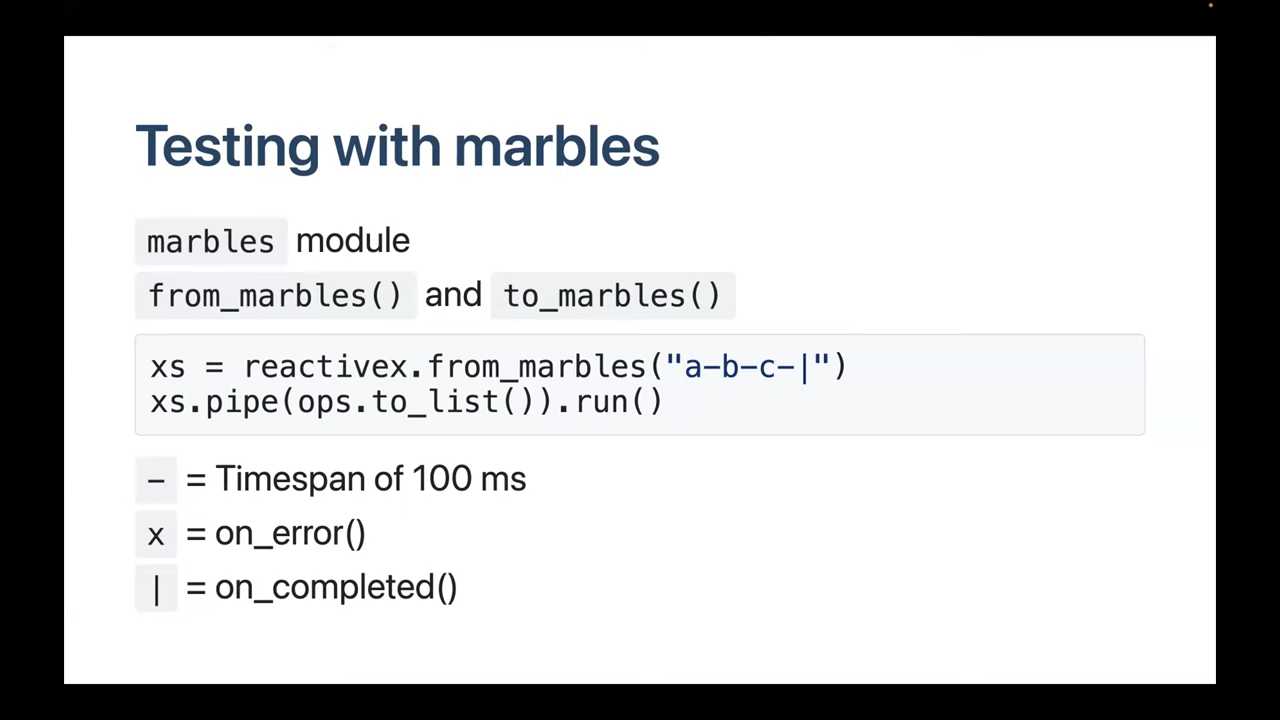 Testing with marbles
marbles module
from_marbles() and to_marbles()
xs = reactivex.from_marbles("a-b-c-|")
xs.pipe(ops.to_list()).run()
- = Timespan of 100 ms
x = on_error()
| = on_completed()